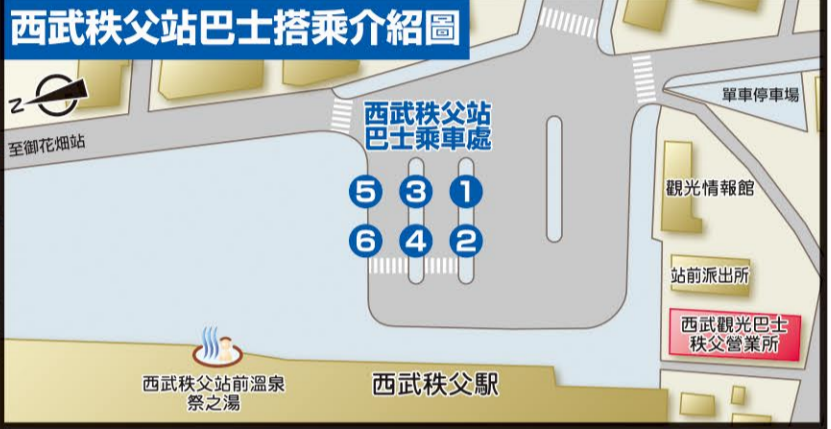 西武秩父站巴士搭乘介紹圖
Z
至御花畑站
西武秩父站
巴士乘車處
單車停車場
5 3 1
觀光情報館
6 4 2
站前派出所
西武觀光巴士
秩父營業所
西武秩父站前溫泉
祭之湯
西武秩父駅